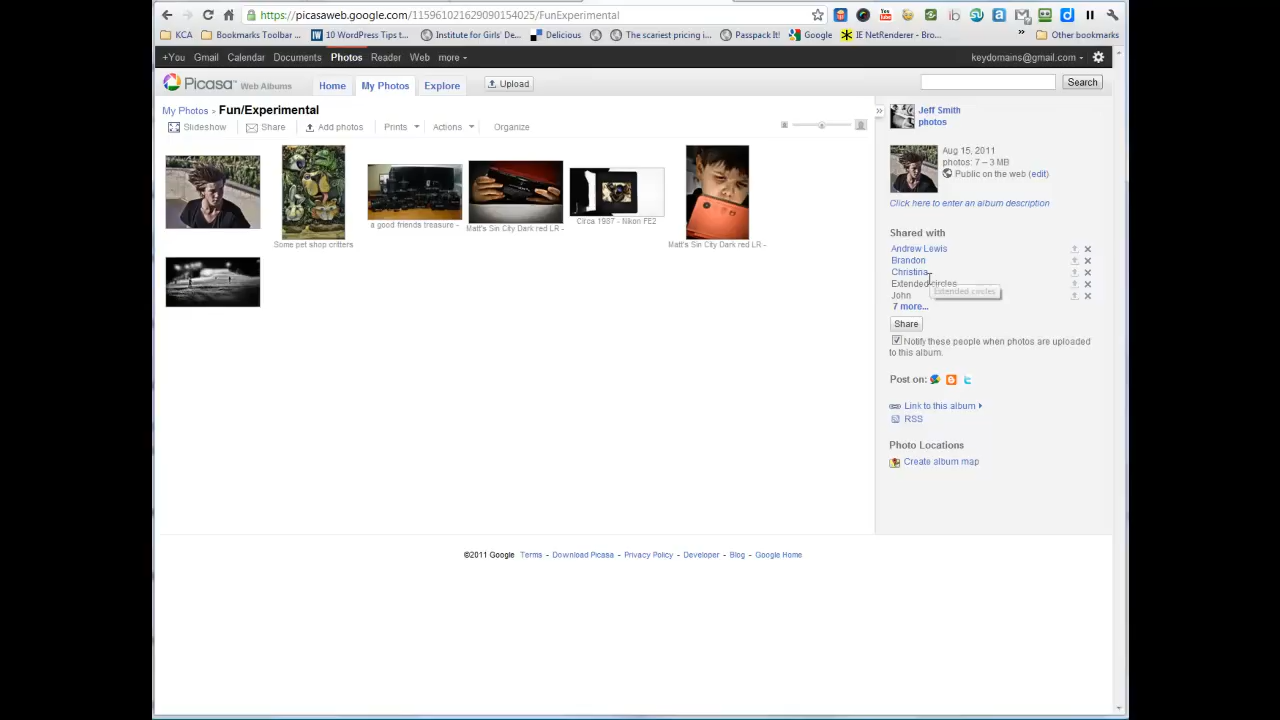 https://picasaweb.google.com/115961021629090154025/FunExperimental
KCA Bookmarks Toolbar ... 10 WordPress Tips t... Institute for Girls' De... Delicious The scariest pricing i... Passpack It! Google IE NetRenderer - Bro... » Other bookmarks
+You Gmail Calendar Documents Photos Reader Web more keydomains@gmail.com
Picasa™ Web Albums Home My Photos Explore Upload Search
My Photos › Fun/Experimental
Slideshow Share Add photos Prints Actions Organize
Some pet shop critters
a good friends treasure -
Matt's Sin City Dark red LR -
Circa 1987 - Nikon FE2
Matt's Sin City Dark red LR -
»
Jeff Smith
photos
Aug 15, 2011
photos: 7 – 3 MB
Public on the web (edit)
Click here to enter an album description
Shared with
Andrew Lewis
Brandon
Christina
Extended circles
Extended circles
John
7 more...
Share
Notify these people when photos are uploaded
to this album.
Post on:
Link to this album
RSS
Photo Locations
Create album map
©2011 Google Terms - Download Picasa - Privacy Policy - Developer - Blog - Google Home